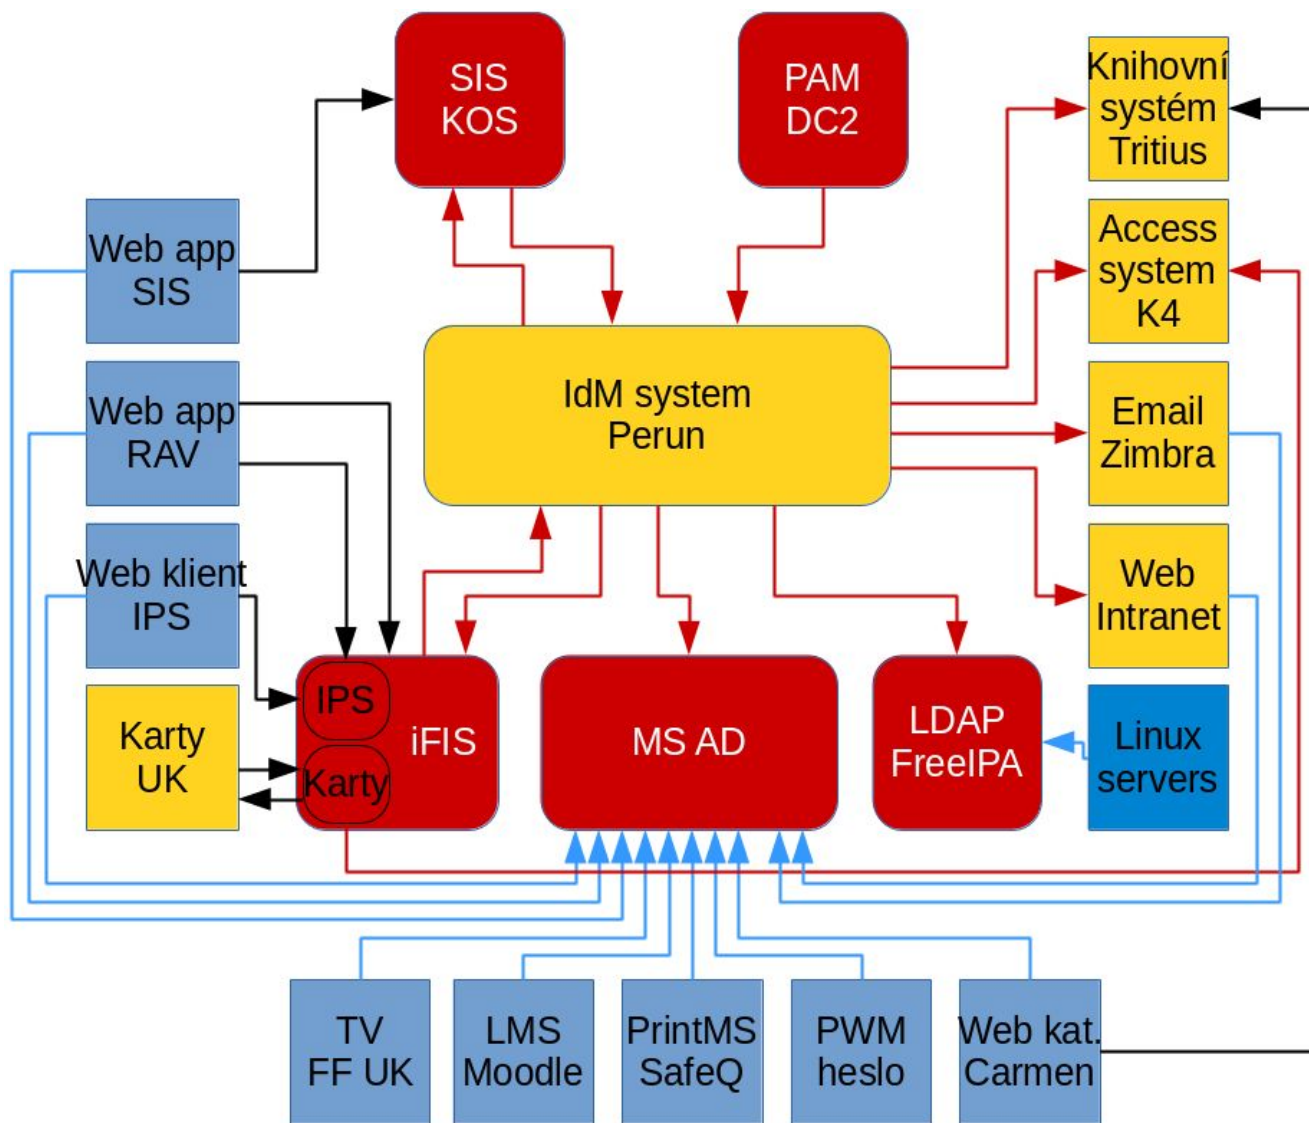 SIS
KOS
PAM
DC2
Knihovní
systém
Tritius
Web app
SIS
Access
system
K4
Web app
RAV
IdM system
Perun
Email
Zimbra
Web klient
IPS
Web
Intranet
Karty
UK
IPS
iFIS
Karty
MS AD
LDAP
FreeIPA
Linux
servers
TV
FF UK
LMS
Moodle
PrintMS
SafeQ
PWM
heslo
Web kat.
Carmen